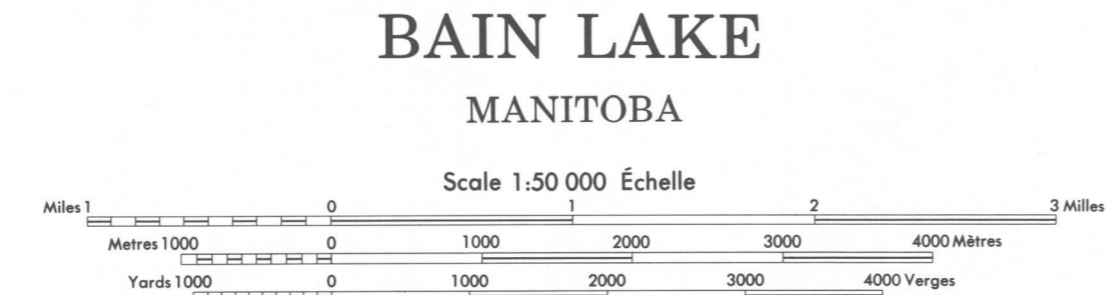 BAIN LAKE
MANITOBA
Scale 1:50 000 Échelle
Miles 1 0 1 2 3 Milles
Metres 1000 0 1000 2000 3000 4000 Mètres
Yards 1000 0 1000 2000 3000 4000 Verges